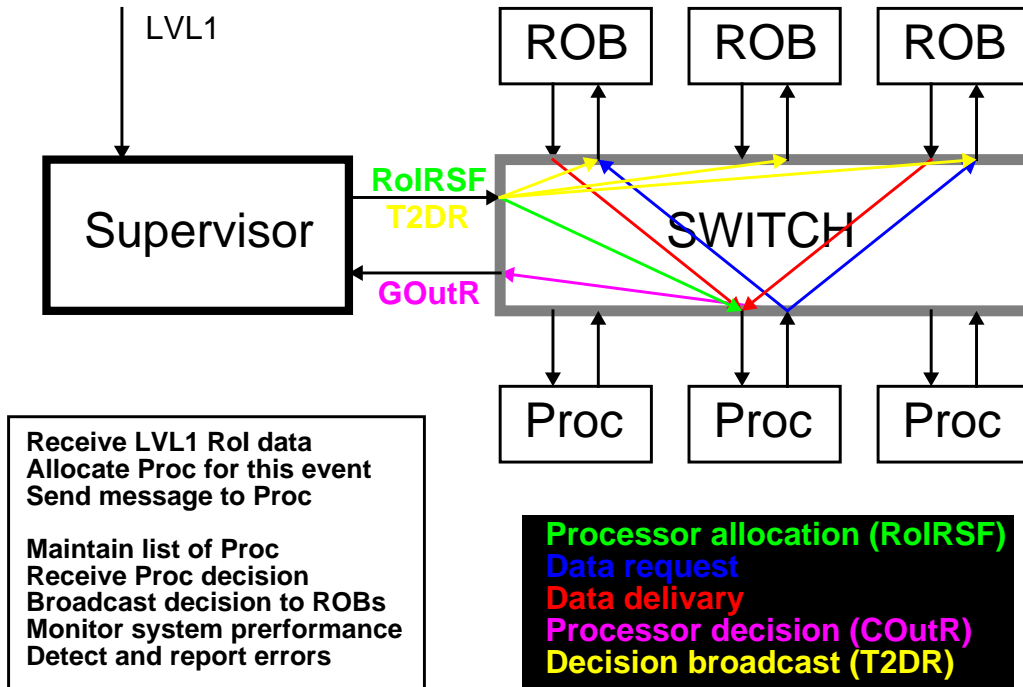 LVL1
ROB
ROB
ROB
RoIRSF
T2DR
Supervisor
SWITCH
GOutR
Proc
Proc
Proc
Receive LVL1 RoI data
Allocate Proc for this event
Send message to Proc
Maintain list of Proc
Receive Proc decision
Broadcast decision to ROBs
Monitor system prerformance
Detect and report errors
Processor allocation (RoIRSF)
Data request
Data delivary
Processor decision (COutR)
Decision broadcast (T2DR)